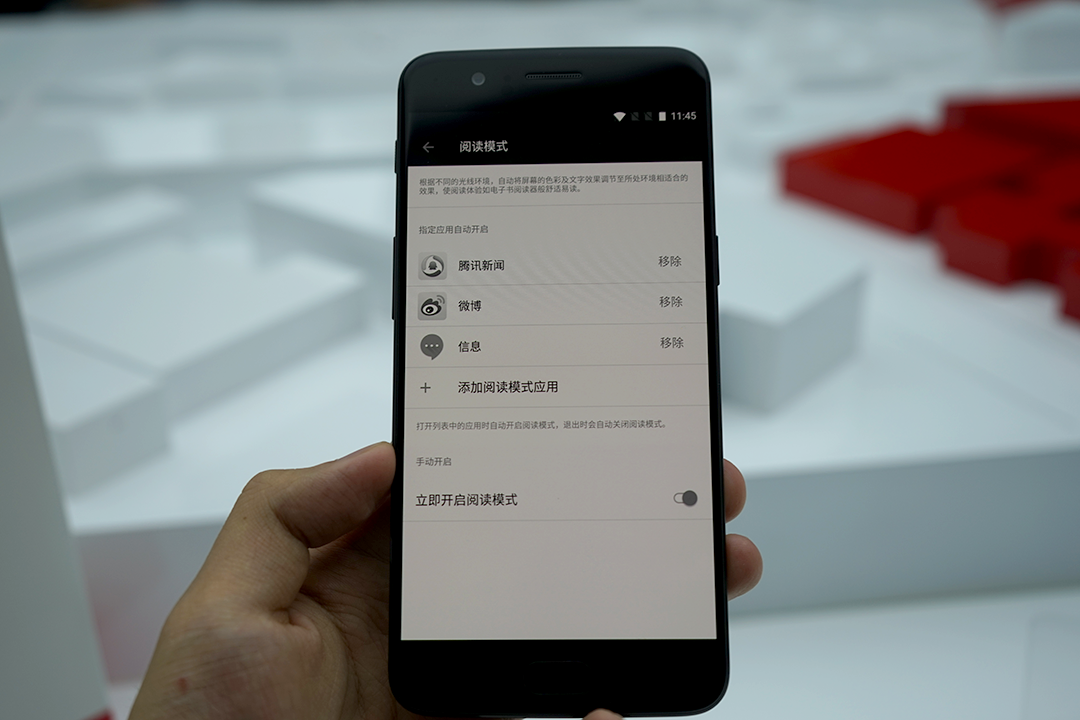 11:45
阅读模式
根据不同的光线环境，自动将屏幕的色彩及文字效果调节至所处环境相适合的
效果，使阅读体验如电子书阅读器般舒适易读。
指定应用自动开启
腾讯新闻 移除
微博 移除
信息 移除
添加阅读模式应用
打开列表中的应用时自动开启阅读模式，退出时会自动关闭阅读模式。
手动开启
立即开启阅读模式